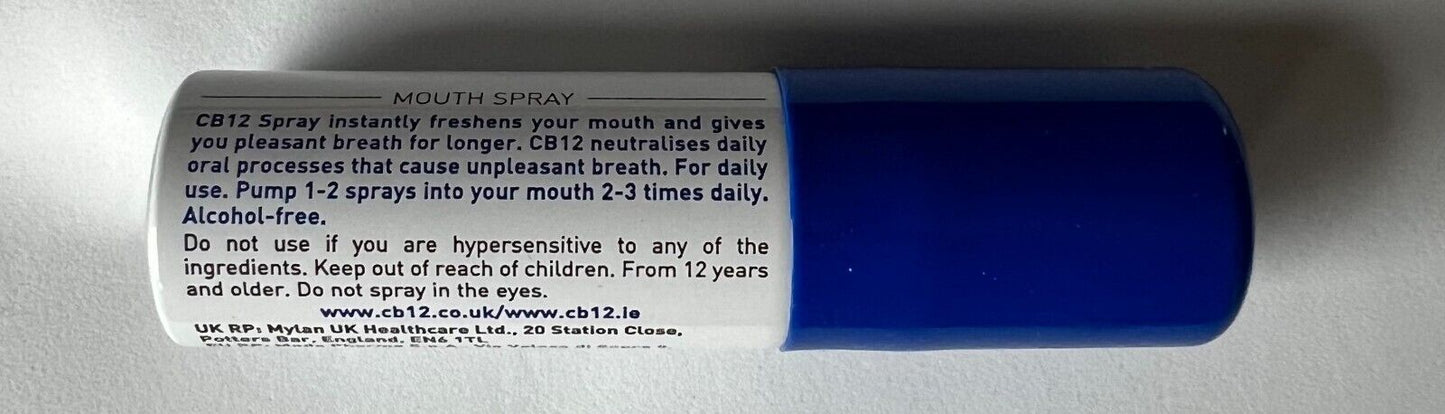 MOUTH SPRAY
CB12 Spray instantly freshens your mouth and gives
you pleasant breath for longer. CB12 neutralises daily
oral processes that cause unpleasant breath. For daily
use. Pump 1-2 sprays into your mouth 2-3 times daily.
Alcohol-free.
Do not use if you are hypersensitive to any of the
ingredients. Keep out of reach of children. From 12 years
and older. Do not spray in the eyes.
www.cb12.co.uk/www.cb12.ie
UK RP: Mylan UK Healthcare Ltd., 20 Station Close,
Potters Bar, England, EN6 1TL